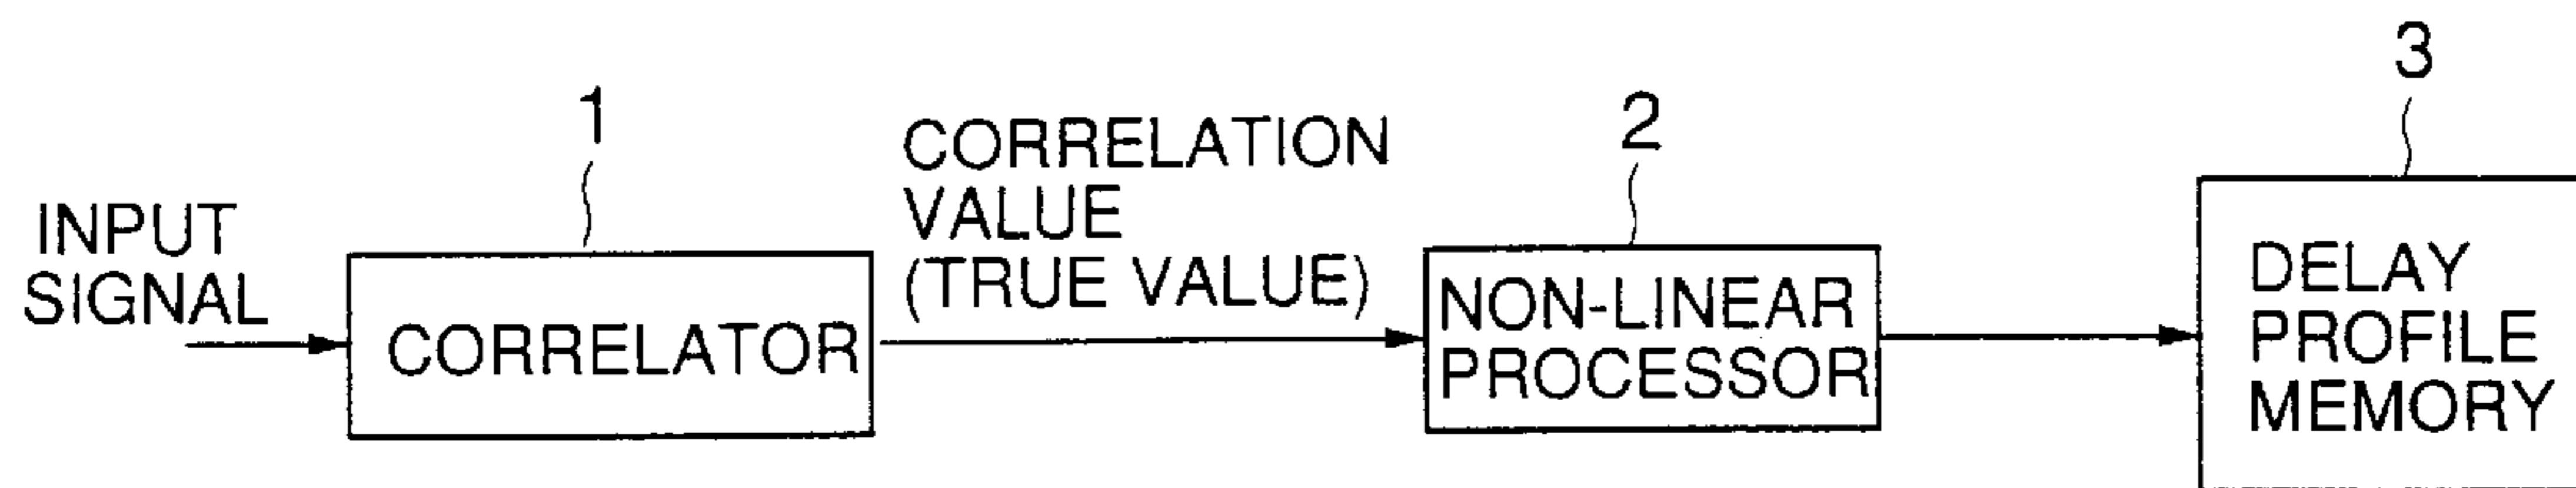 1
2
3
INPUT
SIGNAL
CORRELATOR
CORRELATION
VALUE
(TRUE VALUE)
NON-LINEAR
PROCESSOR
DELAY
PROFILE
MEMORY